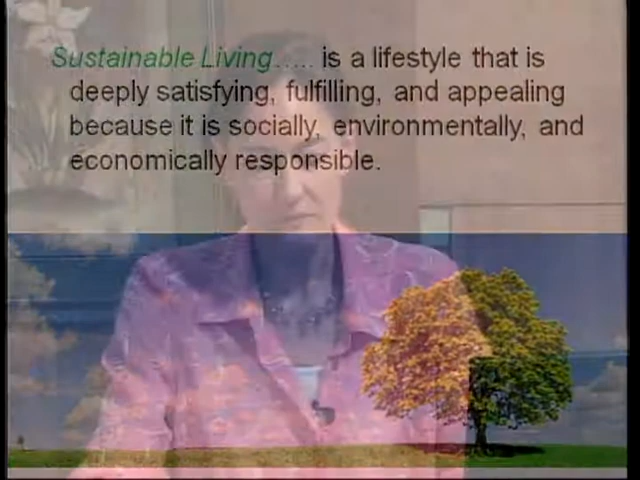 Sustainable Living..... is a lifestyle that is
deeply satisfying, fulfilling, and appealing
because it is socially, environmentally, and
economically responsible.